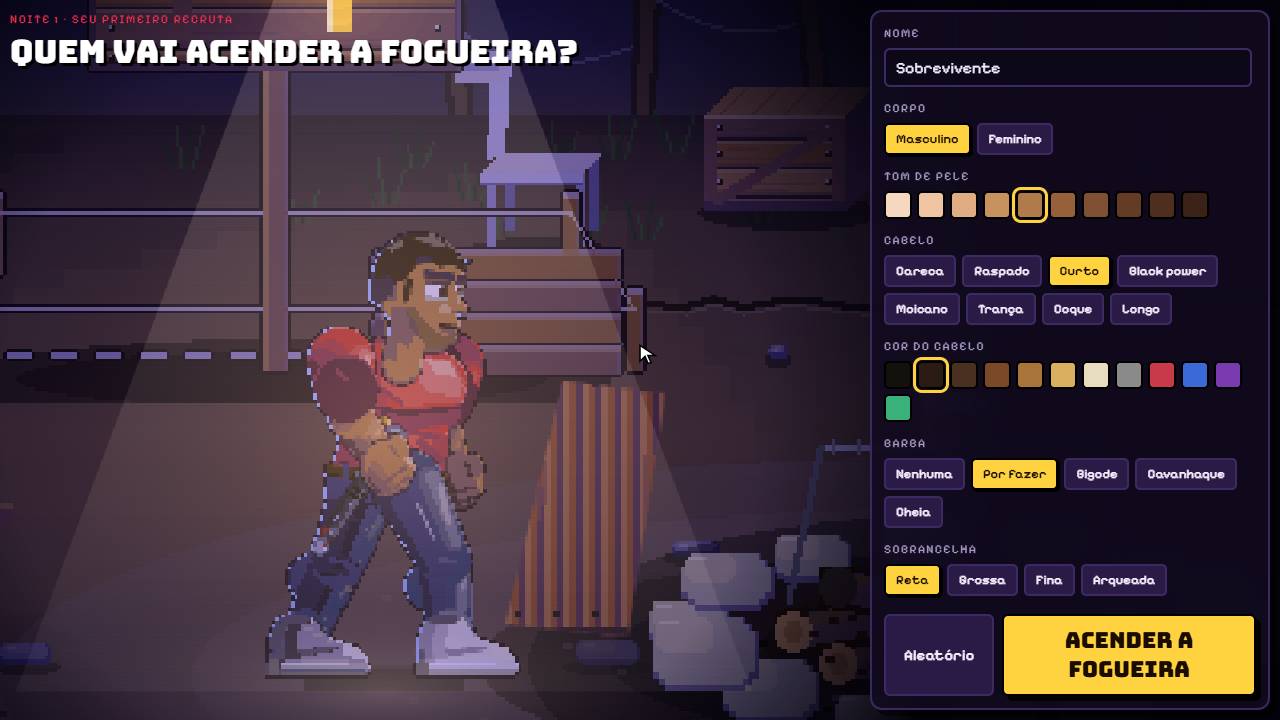 NOITE 1 · SEU PRIMEIRO RECRUTA
QUEM VAI ACENDER A FOGUEIRA?
NOME
Sobrevivente
CORPO
Masculino
Feminino
TOM DE PELE
CABELO
Careca
Raspado
Curto
Black power
Moicano
Trança
Coque
Longo
COR DO CABELO
BARBA
Nenhuma
Por fazer
Bigode
Cavanhaque
Cheia
SOBRANCELHA
Reta
Grossa
Fina
Arqueada
Aleatório
ACENDER A
FOGUEIRA